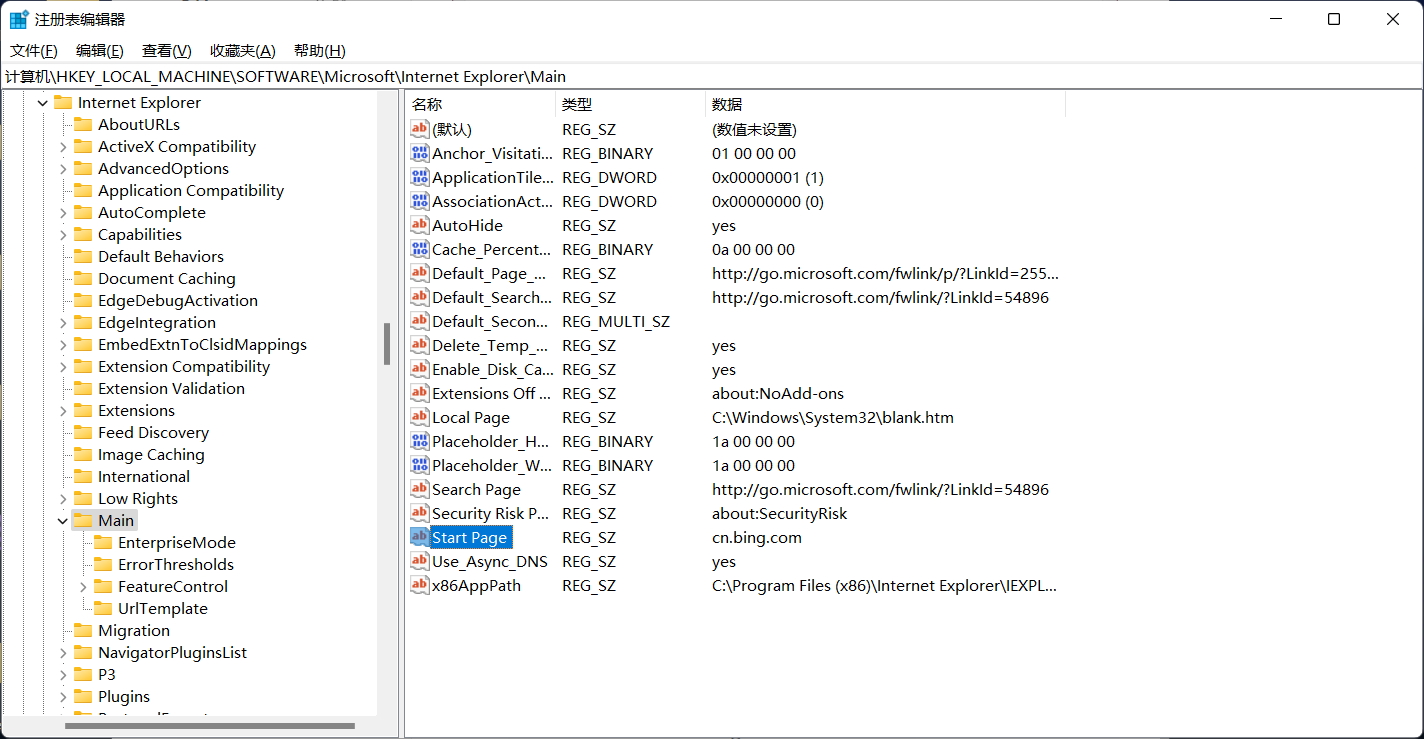 注册表编辑器
文件(F) 编辑(E) 查看(V) 收藏夹(A) 帮助(H)
计算机\HKEY_LOCAL_MACHINE\SOFTWARE\Microsoft\Internet Explorer\Main
Internet Explorer
AboutURLs
ActiveX Compatibility
AdvancedOptions
Application Compatibility
AutoComplete
Capabilities
Default Behaviors
Document Caching
EdgeDebugActivation
EdgeIntegration
EmbedExtnToClsidMappings
Extension Compatibility
Extension Validation
Extensions
Feed Discovery
Image Caching
International
Low Rights
Main
EnterpriseMode
ErrorThresholds
FeatureControl
UrlTemplate
Migration
NavigatorPluginsList
P3
Plugins
名称 类型 数据
(默认) REG_SZ (数值未设置)
Anchor_Visitati... REG_BINARY 01 00 00 00
ApplicationTile... REG_DWORD 0x00000001 (1)
AssociationAct... REG_DWORD 0x00000000 (0)
AutoHide REG_SZ yes
Cache_Percent... REG_BINARY 0a 00 00 00
Default_Page_... REG_SZ http://go.microsoft.com/fwlink/p/?LinkId=255...
Default_Search... REG_SZ http://go.microsoft.com/fwlink/?LinkId=54896
Default_Secon... REG_MULTI_SZ
Delete_Temp_... REG_SZ yes
Enable_Disk_Ca... REG_SZ yes
Extensions Off ... REG_SZ about:NoAdd-ons
Local Page REG_SZ C:\Windows\System32\blank.htm
Placeholder_H... REG_BINARY 1a 00 00 00
Placeholder_W... REG_BINARY 1a 00 00 00
Search Page REG_SZ http://go.microsoft.com/fwlink/?LinkId=54896
Security Risk P... REG_SZ about:SecurityRisk
Start Page REG_SZ cn.bing.com
Use_Async_DNS REG_SZ yes
x86AppPath REG_SZ C:\Program Files (x86)\Internet Explorer\IEXPL...